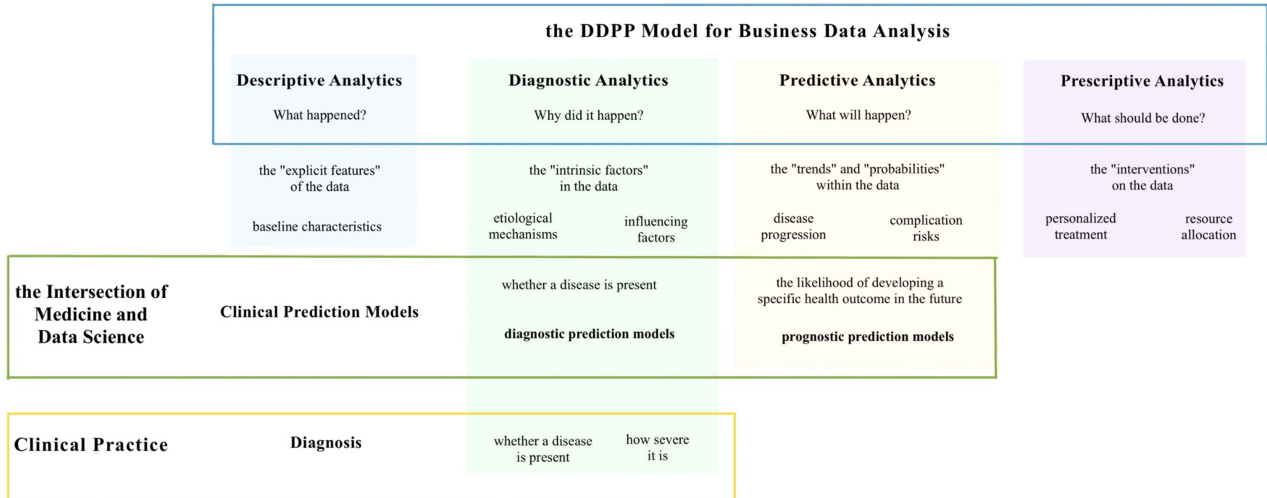 the DDPP Model for Business Data Analysis
Descriptive Analytics
Diagnostic Analytics
Predictive Analytics
Prescriptive Analytics
What happened?
Why did it happen?
What will happen?
What should be done?
the "explicit features"
of the data
the "intrinsic factors"
in the data
the "trends" and "probabilities"
within the data
the "interventions"
on the data
baseline characteristics
etiological
mechanisms
influencing
factors
disease
progression
complication
risks
personalized
treatment
resource
allocation
the Intersection of
Medicine and
Data Science
Clinical Prediction Models
whether a disease is present
diagnostic prediction models
the likelihood of developing a
specific health outcome in the future
prognostic prediction models
Clinical Practice
Diagnosis
whether a disease
is present
how severe
it is